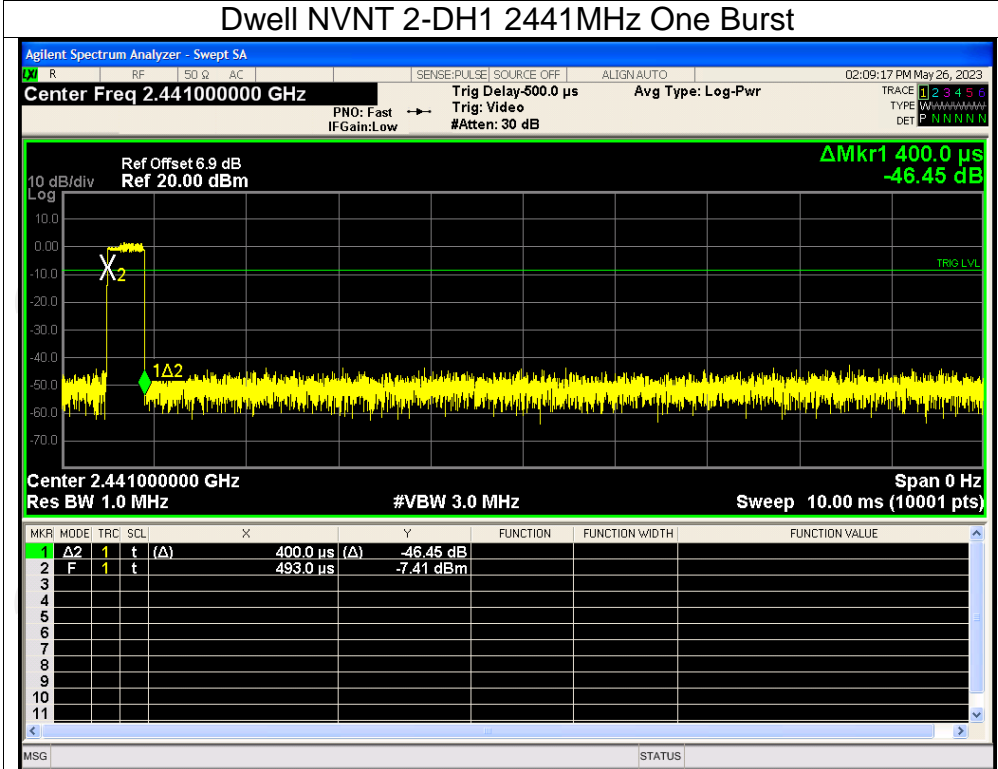 Dwell NVNT 2-DH1 2441MHz One Burst
Agilent Spectrum Analyzer - Swept SA
LXI R RF 50 Ω AC SENSE:PULSE SOURCE OFF ALIGN AUTO 02:09:17 PM May 26, 2023
Center Freq 2.441000000 GHz Trig Delay-500.0 µs Avg Type: Log-Pwr TRACE 1 2 3 4 5 6
PNO: Fast Trig: Video TYPE WWWWWWW
IFGain:Low #Atten: 30 dB DET P N N N N N
ΔMkr1 400.0 µs
-46.45 dB
Ref Offset 6.9 dB
10 dB/div Ref 20.00 dBm
Log
10.0
0.00
TRIG LVL
-10.0
2
-20.0
-30.0
-40.0
1Δ2
-50.0
-60.0
-70.0
Center 2.441000000 GHz Span 0 Hz
Res BW 1.0 MHz #VBW 3.0 MHz Sweep 10.00 ms (10001 pts)
MKR MODE TRC SCL X Y FUNCTION FUNCTION WIDTH FUNCTION VALUE
1 Δ2 1 t (Δ) 400.0 µs (Δ) -46.45 dB
2 F 1 t 493.0 µs -7.41 dBm
3
4
5
6
7
8
9
10
11
MSG STATUS